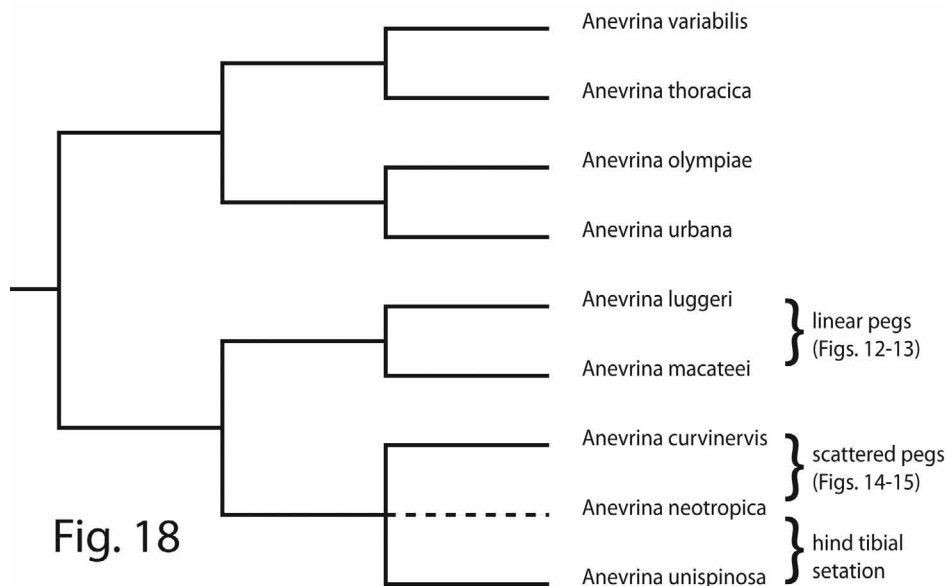 Anevrina variabilis
Anevrina thoracica
Anevrina olympiae
Anevrina urbana
Anevrina luggeri
linear pegs
(Figs. 12-13)
Anevrina macateei
Anevrina curvinervis
scattered pegs
(Figs. 14-15)
Anevrina neotropica
hind tibial
setation
Anevrina unispinosa
Fig. 18